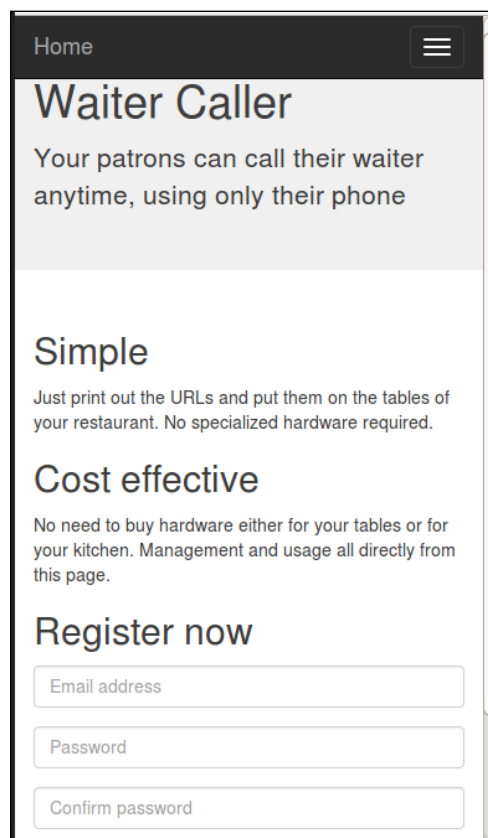 Home
Waiter Caller
Your patrons can call their waiter
anytime, using only their phone
Simple
Just print out the URLs and put them on the tables of
your restaurant. No specialized hardware required.
Cost effective
No need to buy hardware either for your tables or for
your kitchen. Management and usage all directly from
this page.
Register now
Email address
Password
Confirm password